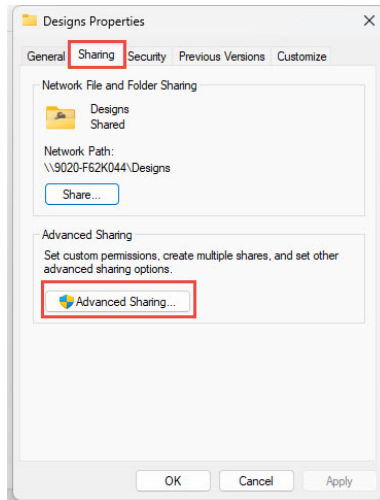 Designs Properties
General Sharing Security Previous Versions Customize
Network File and Folder Sharing
Designs
Shared
Network Path:
\\9020-F62K044\Designs
Share...
Advanced Sharing
Set custom permissions, create multiple shares, and set other
advanced sharing options.
Advanced Sharing...
OK Cancel Apply